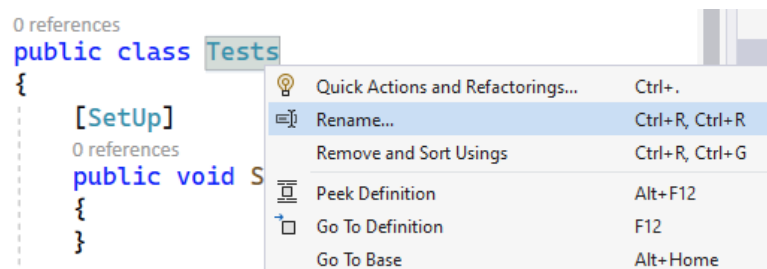 0 references
public class Tests
{
Quick Actions and Refactorings... Ctrl+.
[SetUp]
Rename... Ctrl+R, Ctrl+R
0 references
Remove and Sort Usings Ctrl+R, Ctrl+G
public void S
Peek Definition Alt+F12
{
Go To Definition F12
}
Go To Base Alt+Home